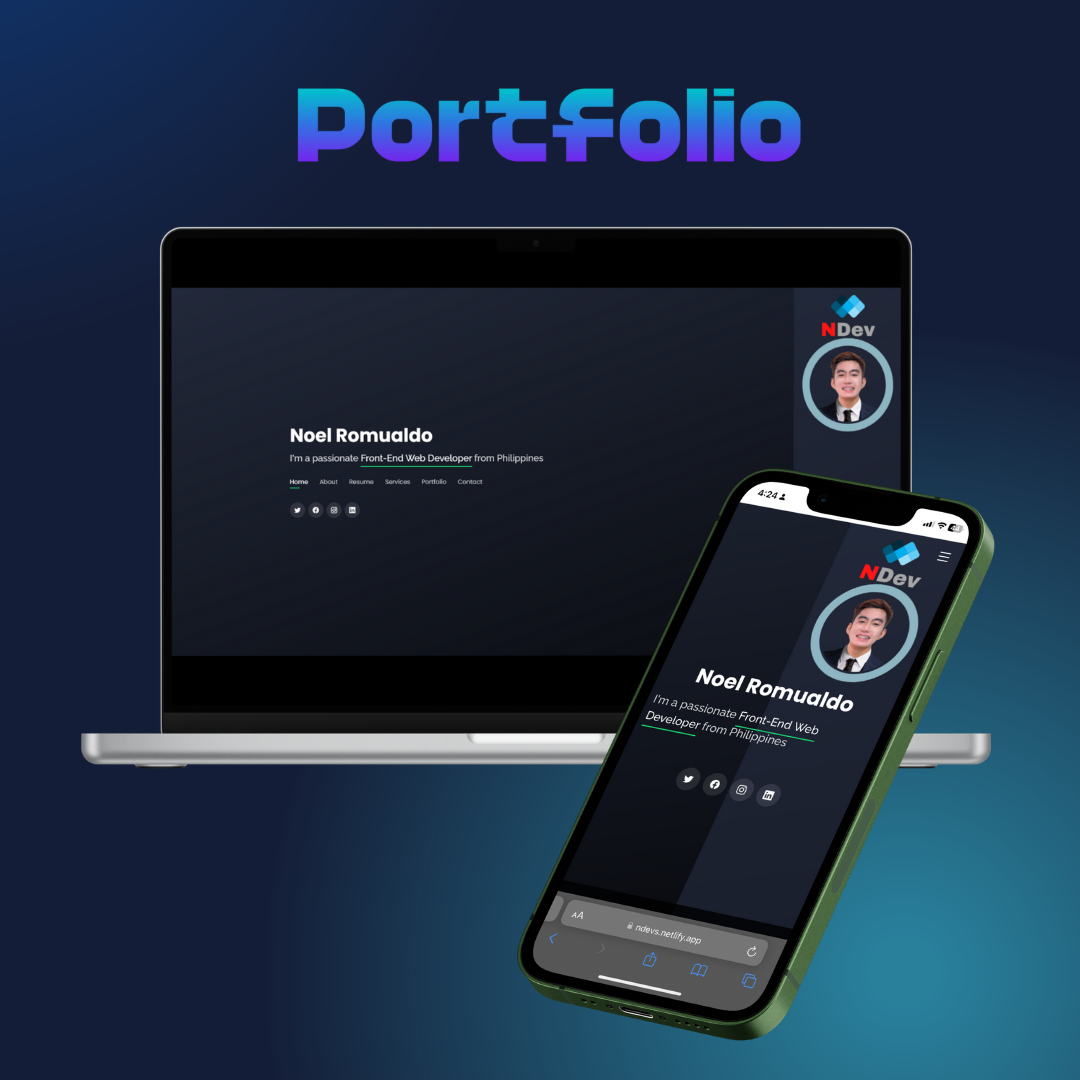 Portfolio
NDev
Noel Romualdo
I'm a passionate Front-End Web Developer from Philippines
Home About Resume Services Portfolio Contact
4:24
NDev
Noel Romualdo
I'm a passionate Front-End Web
Developer from Philippines
AA ndevs.netlify.app